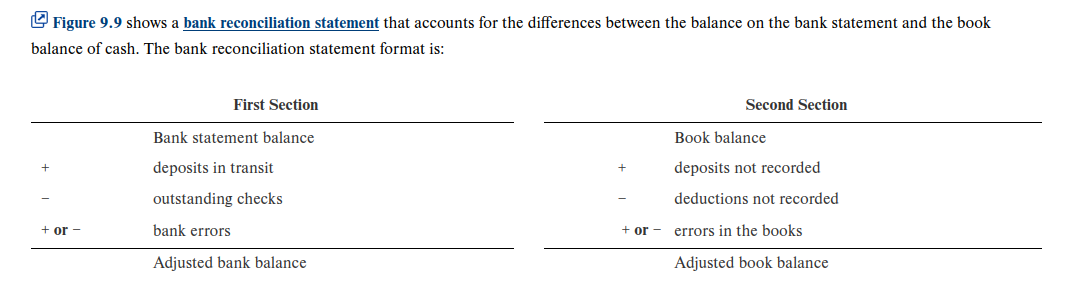 Figure 9.9 shows a bank reconciliation statement that accounts for the differences between the balance on the bank statement and the book
balance of cash. The bank reconciliation statement format is:
First Section
Bank statement balance
+ deposits in transit
− outstanding checks
+ or − bank errors
Adjusted bank balance
Second Section
Book balance
+ deposits not recorded
− deductions not recorded
+ or − errors in the books
Adjusted book balance